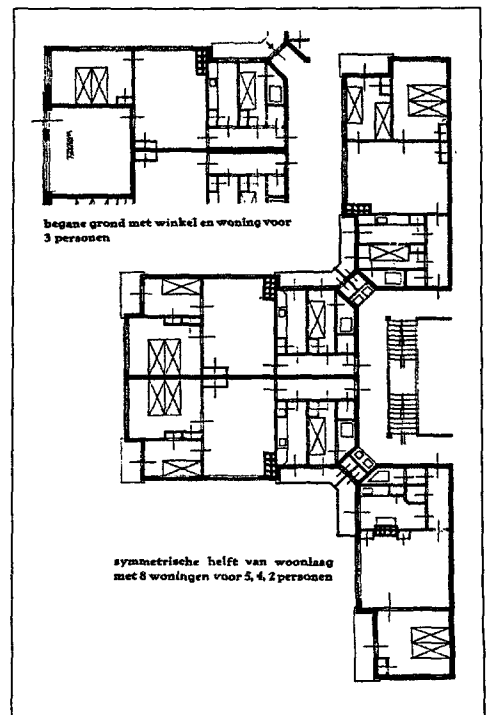 begane grond met winkel en woning voor
3 personen
symmetrische helft van woonlaag
met 8 woningen voor 5, 4, 2 personen